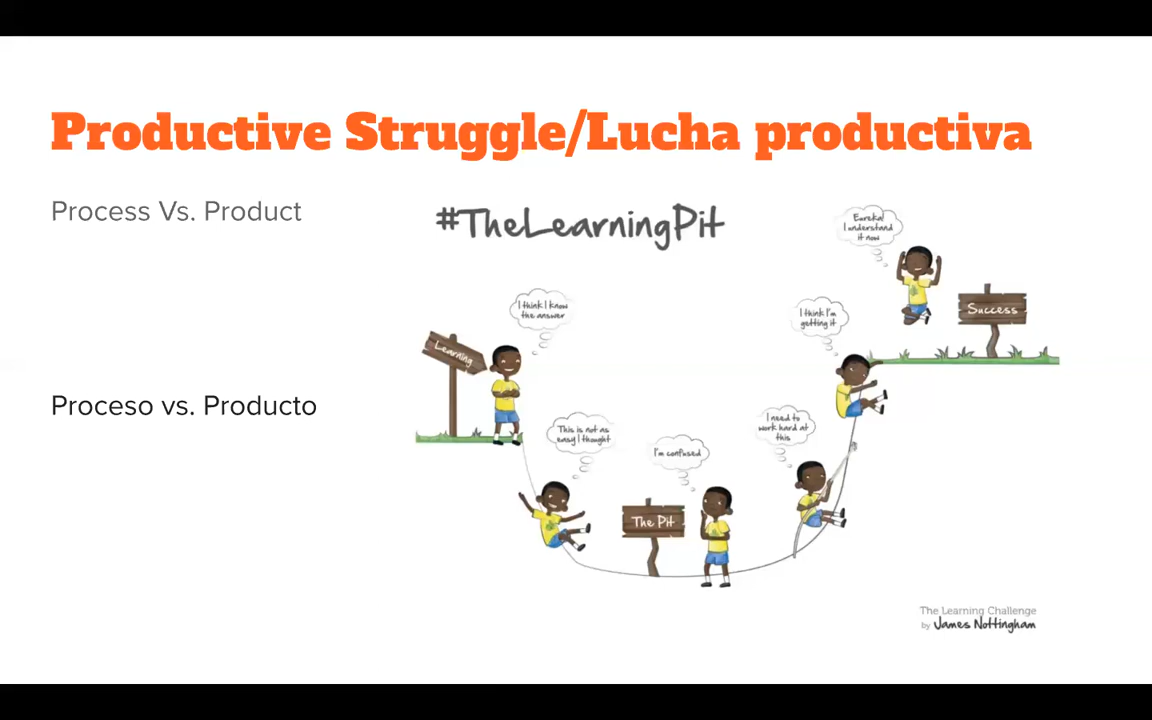 Productive Struggle/Lucha productiva
Process Vs. Product
Proceso vs. Producto
#TheLearningPit
Learning
I think I know
the answer
This is not as
easy I thought
The Pit
I'm confused
I need to
work hard at
this
I think I'm
getting it
Eureka!
I understand
it now
Success
The Learning Challenge
by James Nottingham